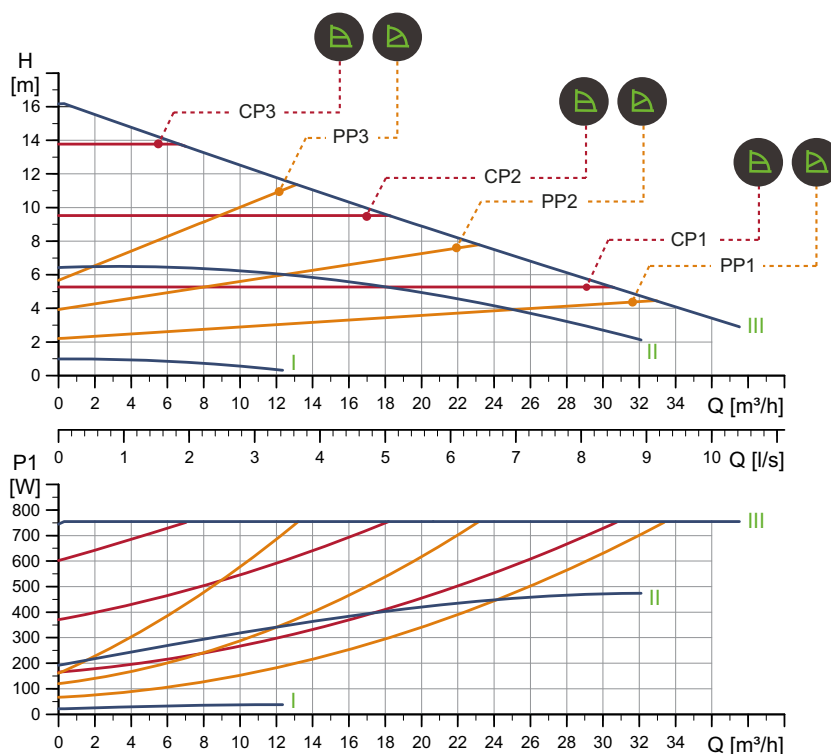 H
[m]
16
14
12
10
8
6
4
2
0
CP3
PP3
CP2
PP2
CP1
PP1
I
II
III
0 2 4 6 8 10 12 14 16 18 20 22 24 26 28 30 32 34 Q [m³/h]
0 1 2 3 4 5 6 7 8 9 10 Q [l/s]
P1
[W]
800
700
600
500
400
300
200
100
0
III
II
I
0 2 4 6 8 10 12 14 16 18 20 22 24 26 28 30 32 34 Q [m³/h]